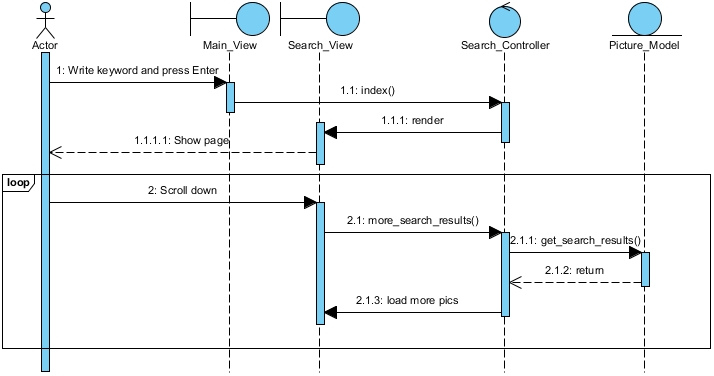 Actor
Main_View
Search_View
Search_Controller
Picture_Model
1: Write keyword and press Enter
1.1: index()
1.1.1: render
1.1.1.1: Show page
loop
2: Scroll down
2.1: more_search_results()
2.1.1: get_search_results()
2.1.2: return
2.1.3: load more pics